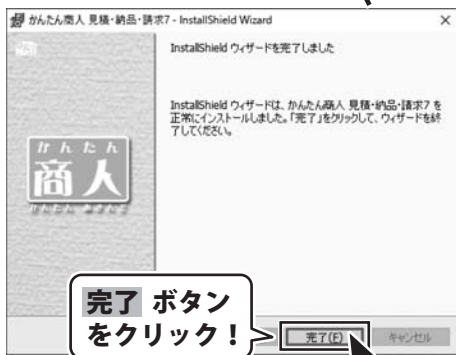 かんたん商人 見積・納品・請求7 - InstallShield Wizard
InstallShield ウィザードを完了しました
InstallShield ウィザードは、かんたん商人 見積・納品・請求7 を
正常にインストールしました。「完了」をクリックして、ウィザードを終
了してください。
かんたん
商人
完了 ボタン
をクリック！
完了(F)
キャンセル